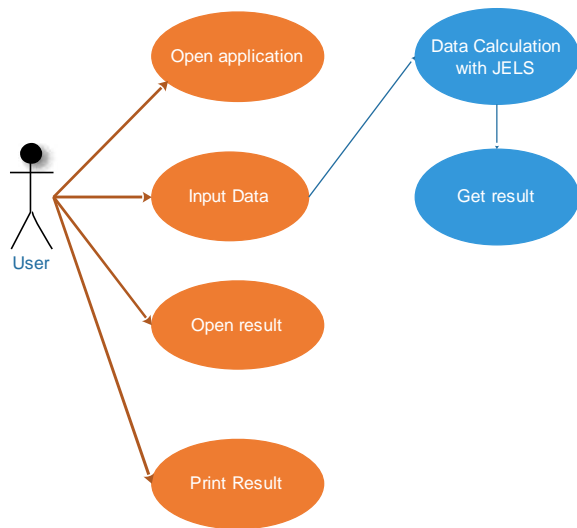 Open application
Data Calculation
with JELS
Input Data
Get result
User
Open result
Print Result